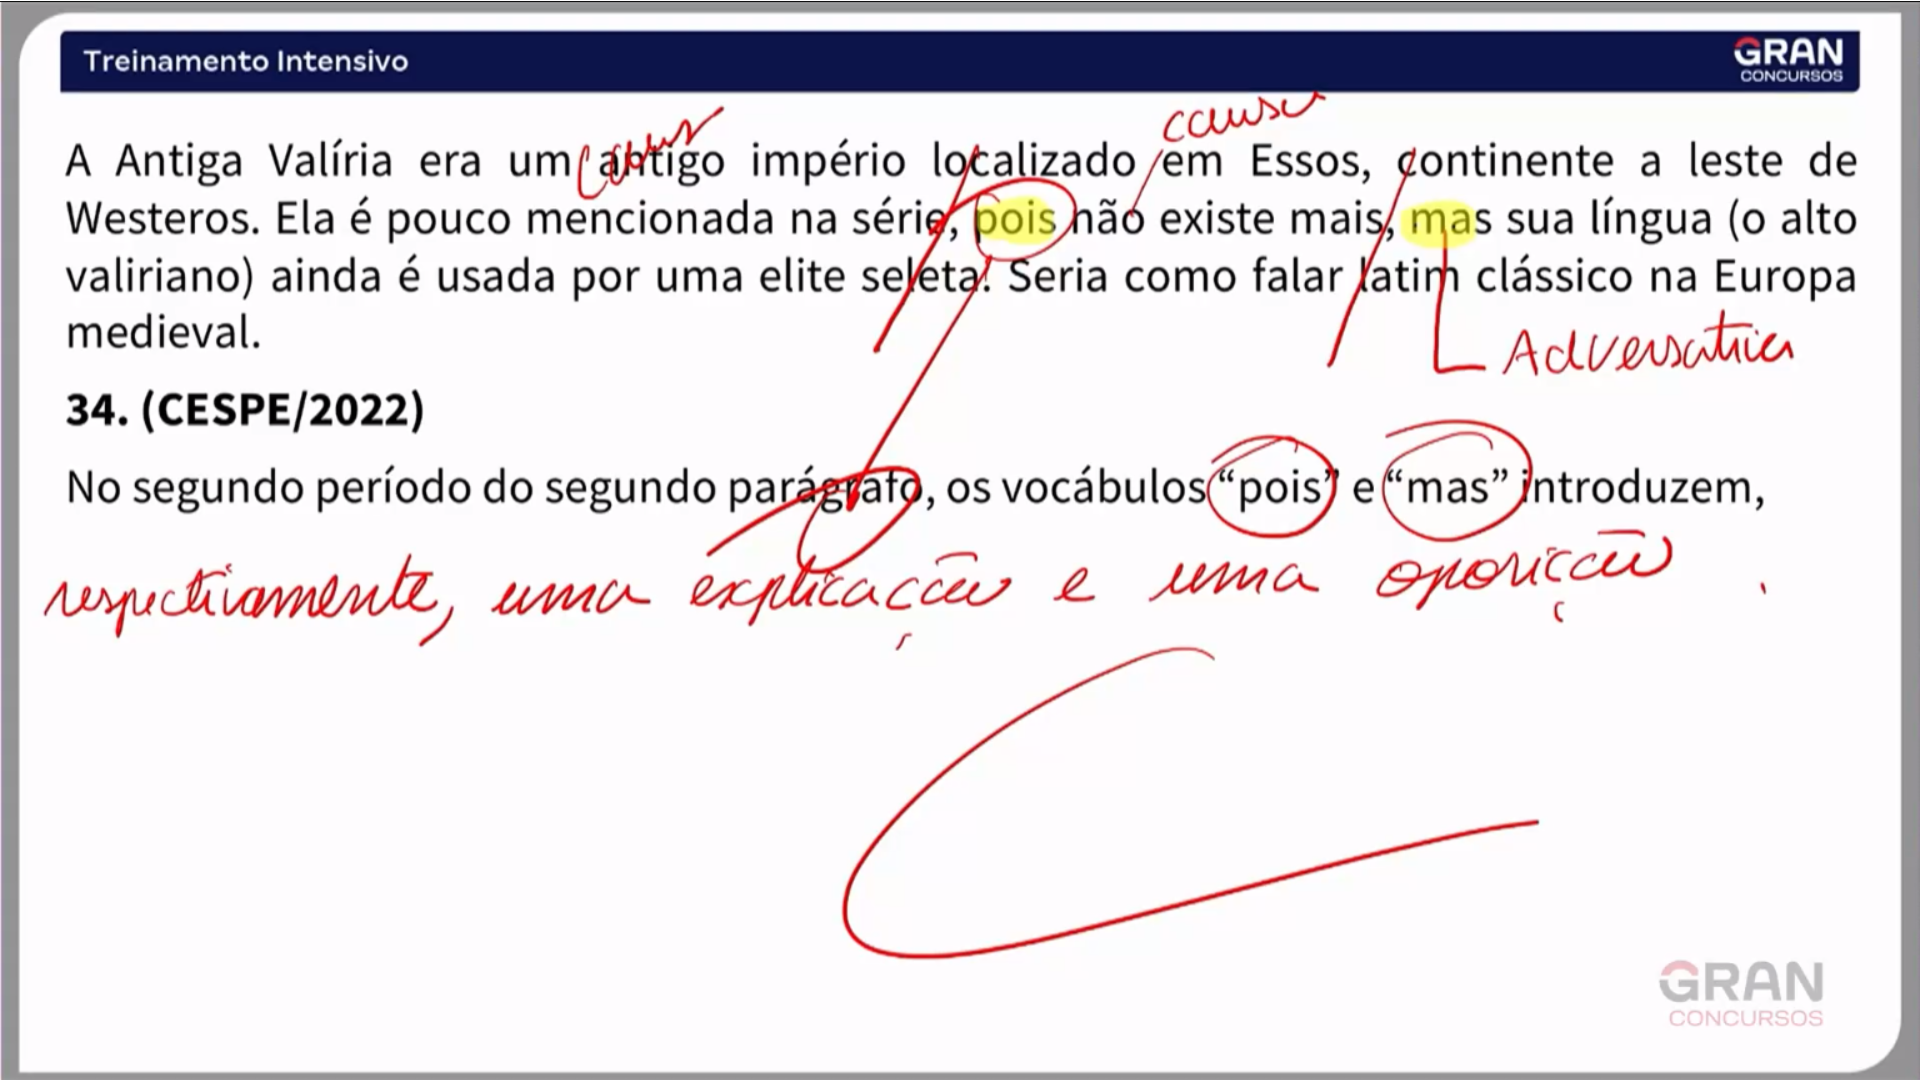 Treinamento Intensivo
GRAN
CONCURSOS
causa
A Antiga Valíria era um antigo império localizado em Essos, continente a leste de
Westeros. Ela é pouco mencionada na série, pois não existe mais, mas sua língua (o alto
valiriano) ainda é usada por uma elite seleta. Seria como falar latim clássico na Europa
medieval.
Adversativa
34. (CESPE/2022)
No segundo período do segundo parágrafo, os vocábulos “pois” e “mas” introduzem,
respectivamente, uma explicação e uma oposição.
GRAN
CONCURSOS